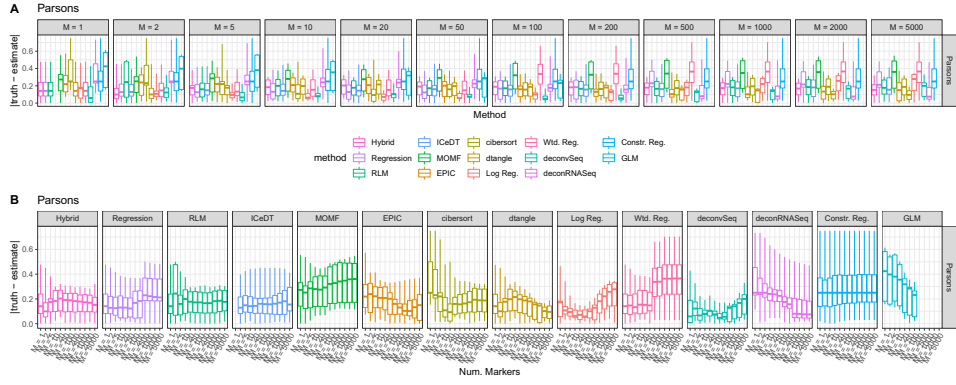 A Parsons
M = 1 M = 2 M = 5 M = 10 M = 20 M = 50 M = 100 M = 200 M = 500 M = 1000 M = 2000 M = 5000
|truth − estimate|
0.6
0.4
0.2
0.0
Parsons
Method
method
Hybrid ICeDT cibersort Wtd. Reg. Constr. Reg.
Regression MOMF dtangle deconvSeq GLM
RLM EPIC Log Reg. deconRNASeq
B Parsons
Hybrid Regression RLM ICeDT MOMF EPIC cibersort dtangle Log Reg. Wtd. Reg. deconvSeq deconRNASeq Constr. Reg. GLM
|truth − estimate|
0.6
0.4
0.2
0.0
Parsons
Num. Markers